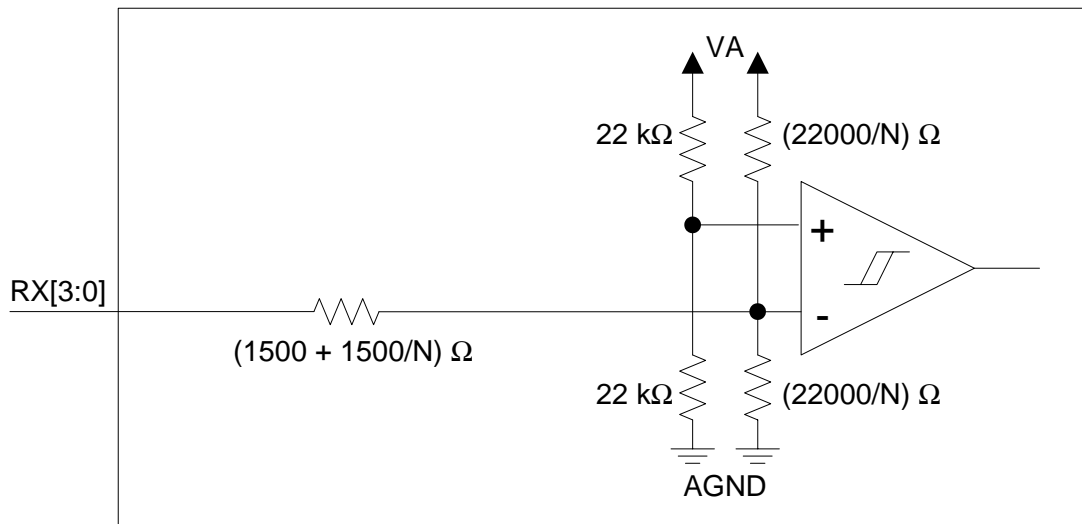 VA
22 kΩ
(22000/N) Ω
+
RX[3:0]
-
(1500 + 1500/N) Ω
22 kΩ
(22000/N) Ω
AGND